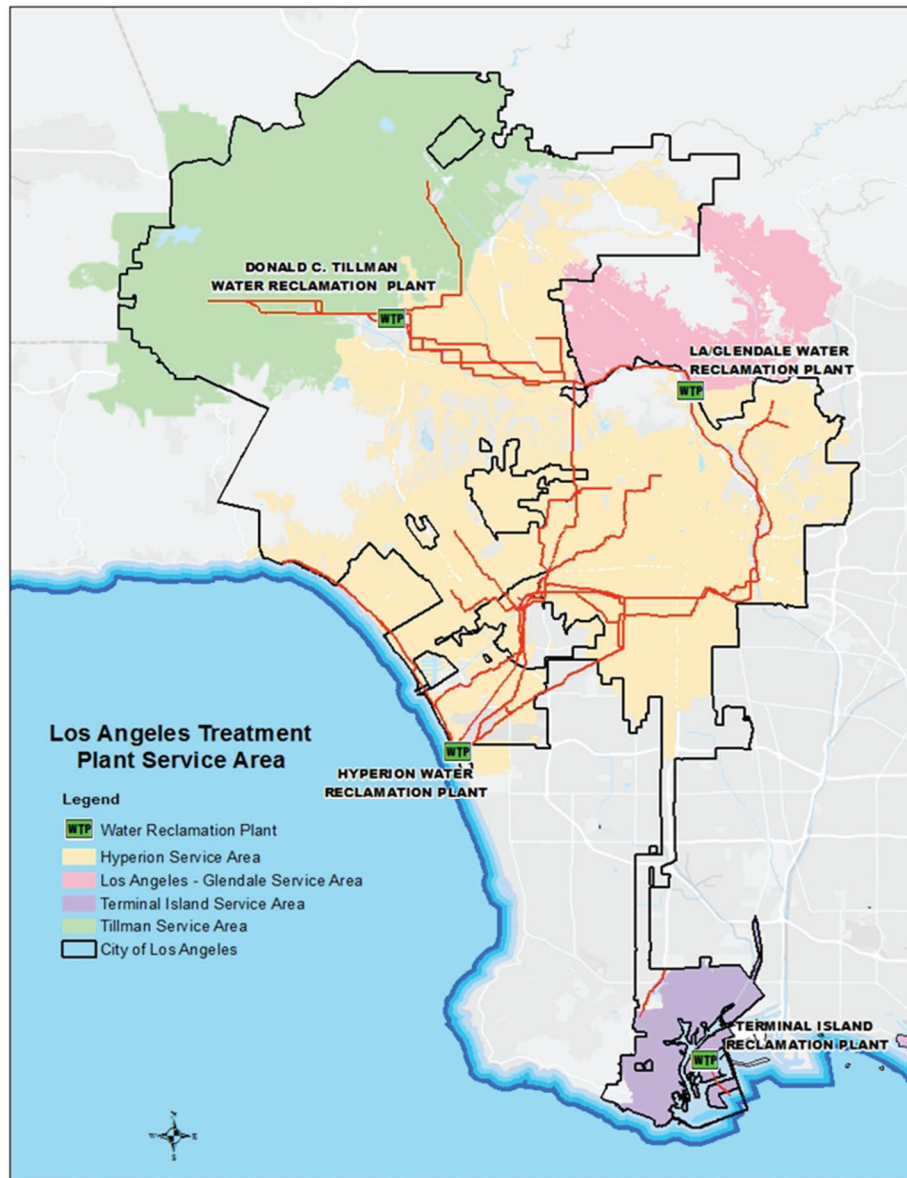 DONALD C. TILLMAN
WATER RECLAMATION PLANT
WTP
LA/GLENDALE WATER
RECLAMATION PLANT
WTP
WTP
HYPERION WATER
RECLAMATION PLANT
Los Angeles Treatment
Plant Service Area
Legend
WTP Water Reclamation Plant
Hyperion Service Area
Los Angeles - Glendale Service Area
Terminal Island Service Area
Tillman Service Area
City of Los Angeles
TERMINAL ISLAND
RECLAMATION PLANT
WTP
N
W E
S